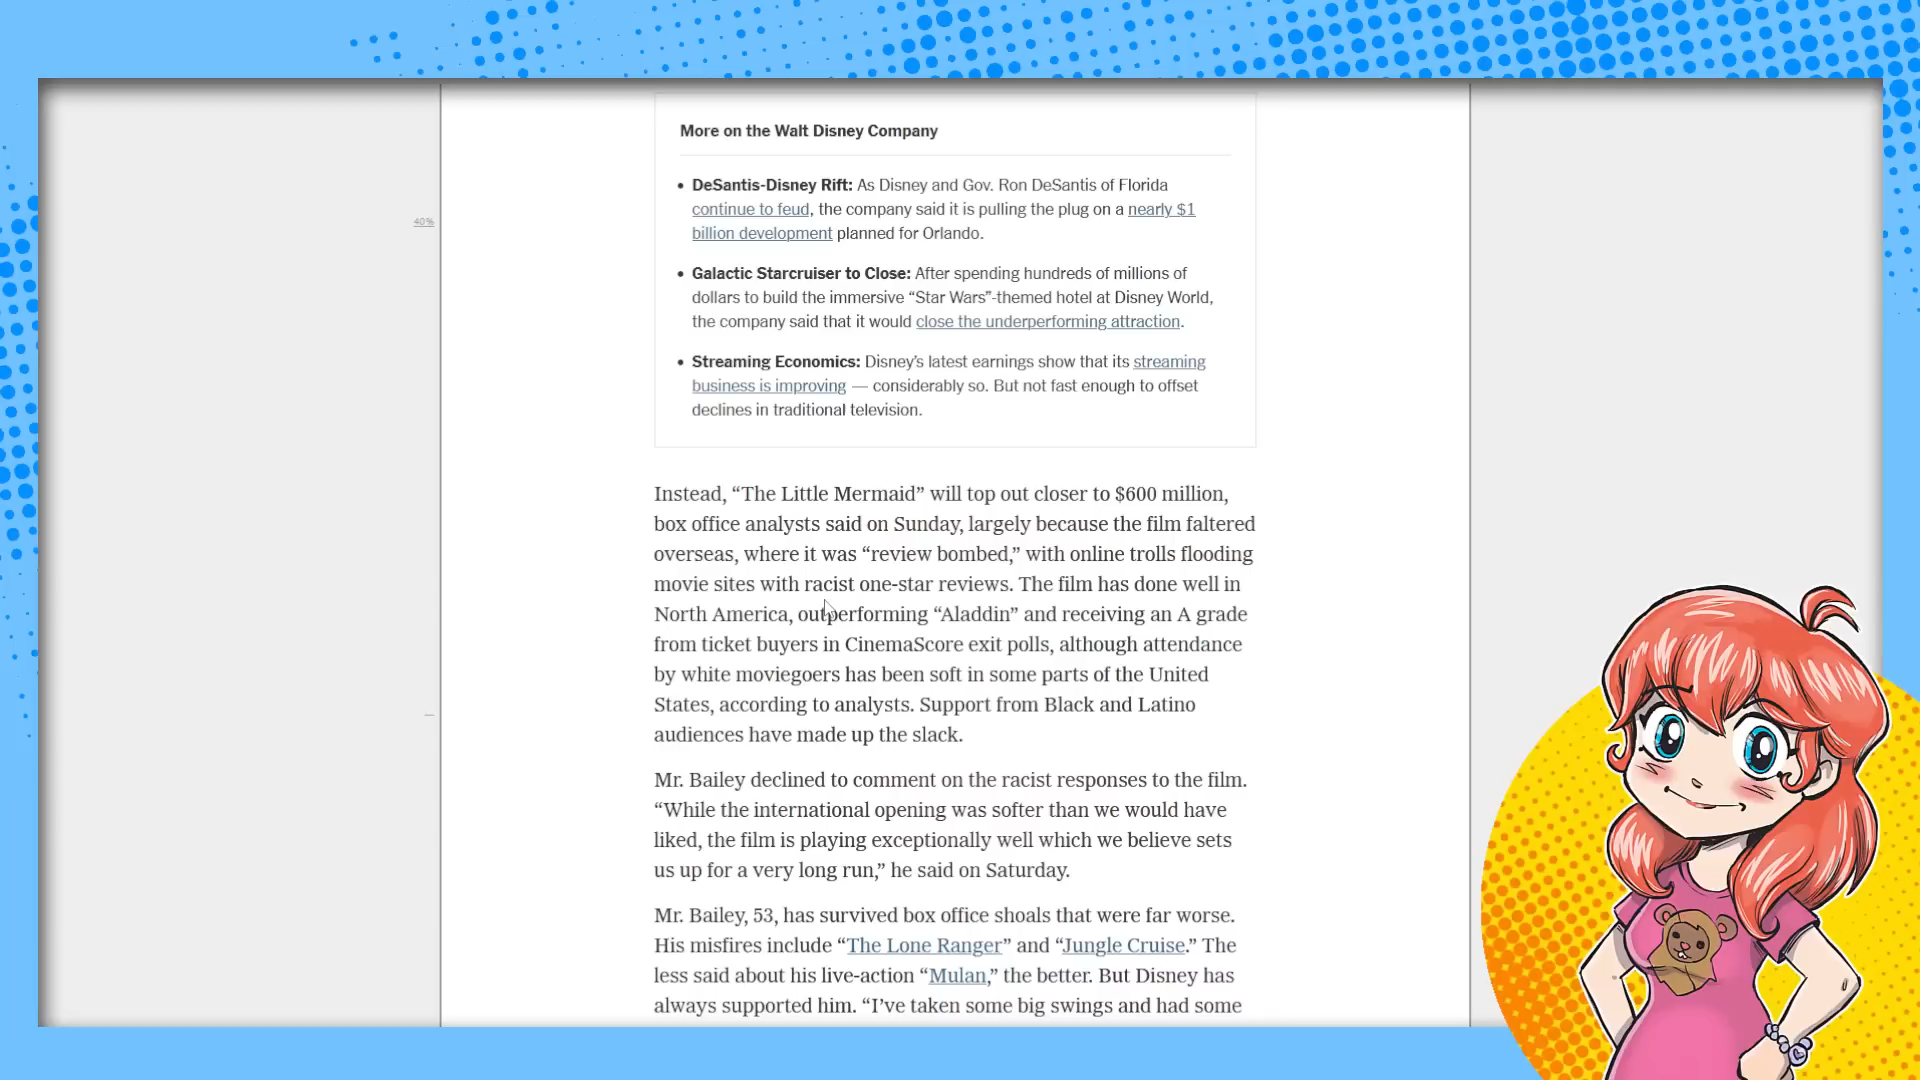 More on the Walt Disney Company
• DeSantis-Disney Rift: As Disney and Gov. Ron DeSantis of Florida
continue to feud, the company said it is pulling the plug on a nearly $1
billion development planned for Orlando.
• Galactic Starcruiser to Close: After spending hundreds of millions of
dollars to build the immersive “Star Wars”-themed hotel at Disney World,
the company said that it would close the underperforming attraction.
• Streaming Economics: Disney’s latest earnings show that its streaming
business is improving — considerably so. But not fast enough to offset
declines in traditional television.
40%
Instead, “The Little Mermaid” will top out closer to $600 million,
box office analysts said on Sunday, largely because the film faltered
overseas, where it was “review bombed,” with online trolls flooding
movie sites with racist one-star reviews. The film has done well in
North America, outperforming “Aladdin” and receiving an A grade
from ticket buyers in CinemaScore exit polls, although attendance
by white moviegoers has been soft in some parts of the United
States, according to analysts. Support from Black and Latino
audiences have made up the slack.
Mr. Bailey declined to comment on the racist responses to the film.
“While the international opening was softer than we would have
liked, the film is playing exceptionally well which we believe sets
us up for a very long run,” he said on Saturday.
Mr. Bailey, 53, has survived box office shoals that were far worse.
His misfires include “The Lone Ranger” and “Jungle Cruise.” The
less said about his live-action “Mulan,” the better. But Disney has
always supported him. “I’ve taken some big swings and had some